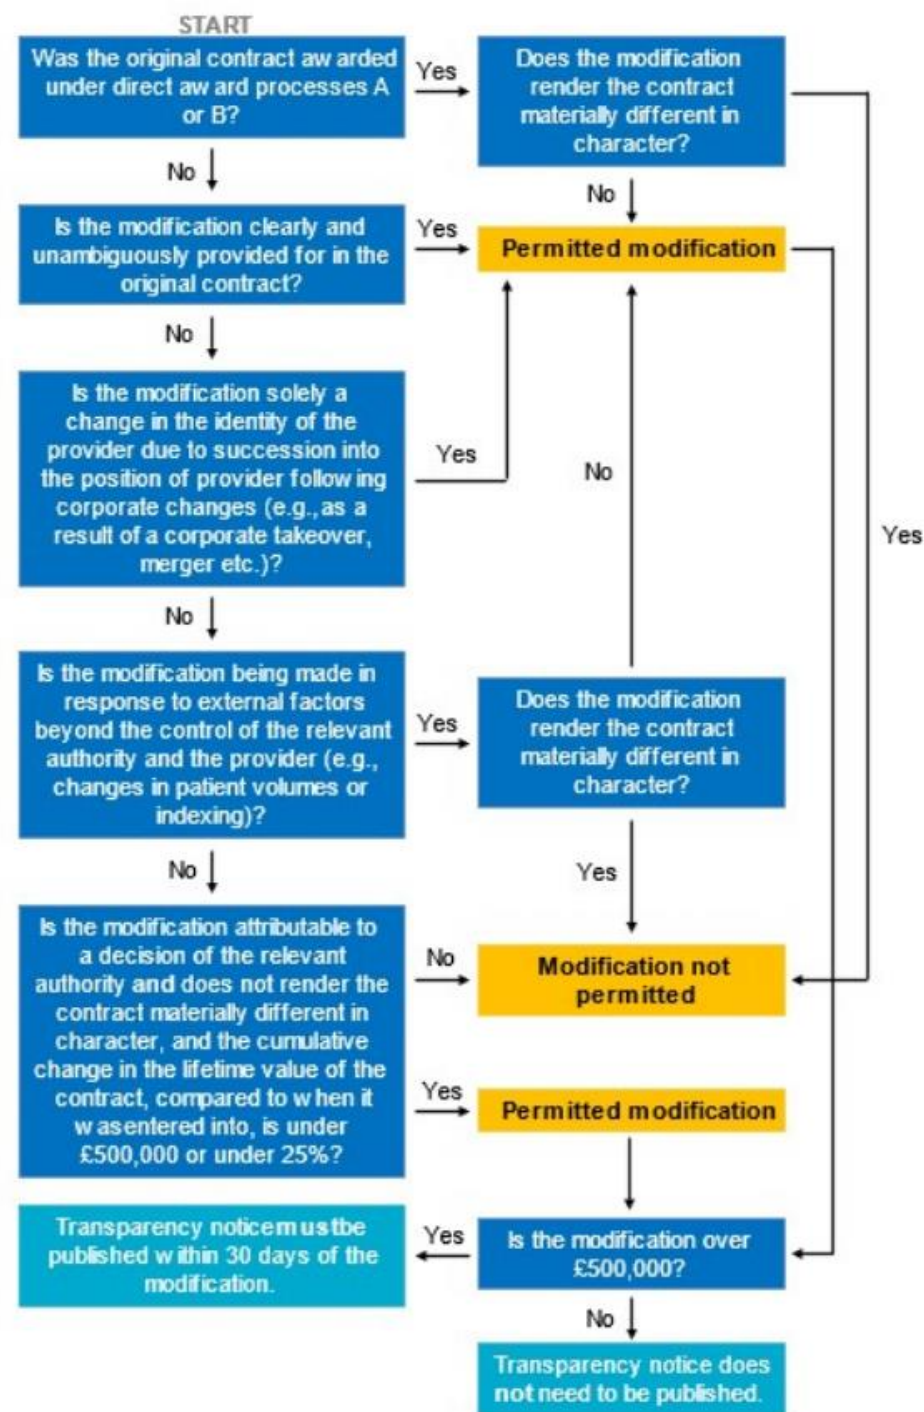 START
Was the original contract aw arded
under direct aw ard processes A
or B?
Yes
Does the modification
render the contract
materially different in
character?
No
No
Is the modification clearly and
unambiguously provided for in the
original contract?
Yes
Permitted modification
No
Is the modification solely a
change in the identity of the
provider due to succession into
the position of provider following
corporate changes (e.g., as a
result of a corporate takeover,
merger etc.)?
Yes
No
Yes
No
Is the modification being made in
response to external factors
beyond the control of the relevant
authority and the provider (e.g.,
changes in patient volumes or
indexing)?
Yes
Does the modification
render the contract
materially different in
character?
No
Yes
Is the modification attributable to
a decision of the relevant
authority and does not render the
contract materially different in
character, and the cumulative
change in the lifetime value of the
contract, compared to w hen it
w asentered into, is under
£500,000 or under 25%?
No
Modification not
permitted
Yes
Permitted modification
Transparency noticemustbe
published w ithin 30 days of the
modification.
Yes
Is the modification over
£500,000?
No
Transparency notice does
not need to be published.